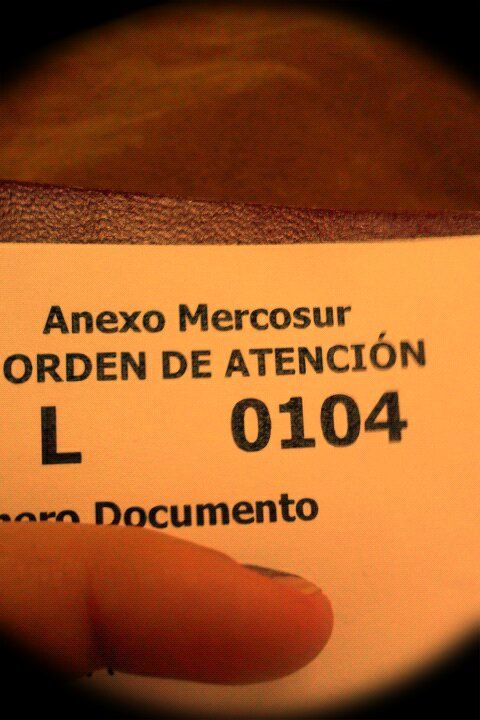 Anexo Mercosur
ORDEN DE ATENCIÓN
L 0104
Documento